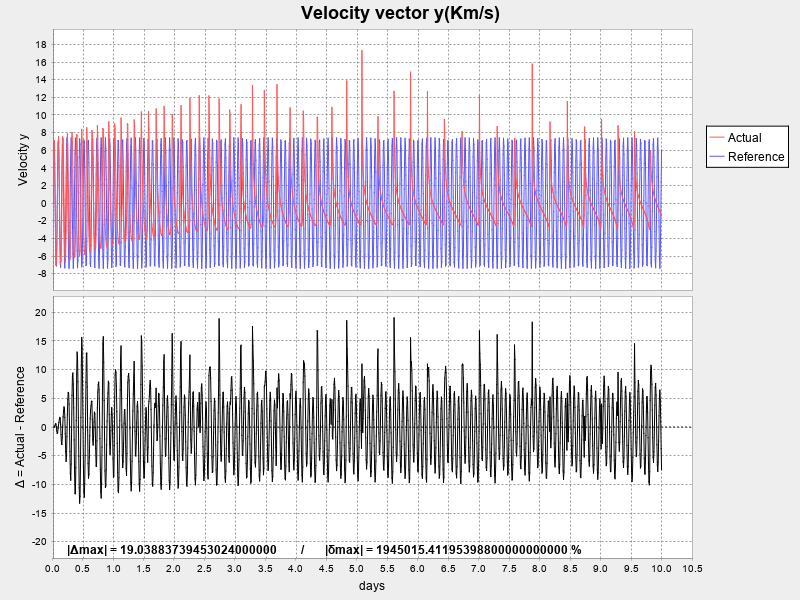 Velocity vector y(Km/s)
18
16
14
12
10
8
6
4
2
0
-2
-4
-6
-8
Velocity y
Actual
Reference
20
15
10
5
0
-5
-10
-15
-20
Δ = Actual - Reference
|Δmax| = 19.03883739453024000000 / |δmax| = 1945015.41195398800000000000 %
0.0 0.5 1.0 1.5 2.0 2.5 3.0 3.5 4.0 4.5 5.0 5.5 6.0 6.5 7.0 7.5 8.0 8.5 9.0 9.5 10.0 10.5
days